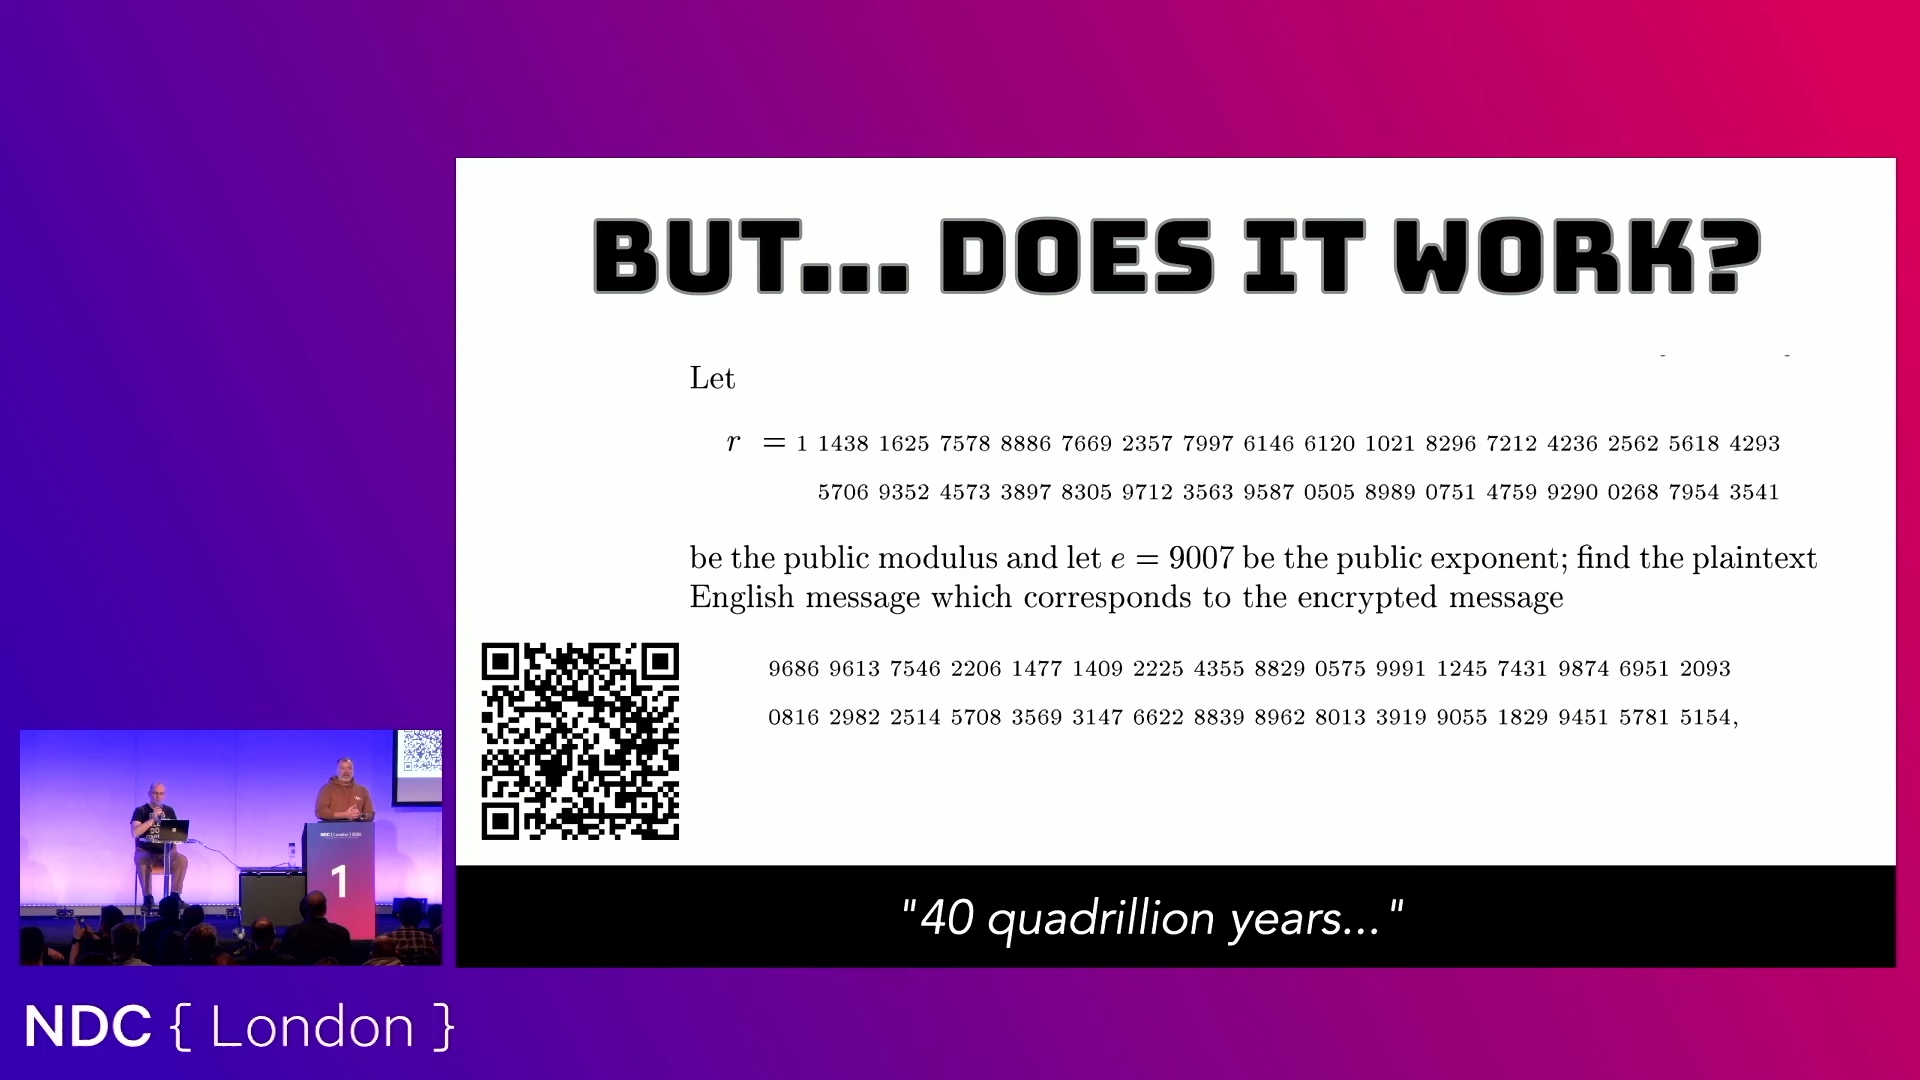 BUT... DOES IT WORK?
Let
r = 1 1438 1625 7578 8886 7669 2357 7997 6146 6120 1021 8296 7212 4236 2562 5618 4293
5706 9352 4573 3897 8305 9712 3563 9587 0505 8989 0751 4759 9290 0268 7954 3541
be the public modulus and let e = 9007 be the public exponent; find the plaintext
English message which corresponds to the encrypted message
9686 9613 7546 2206 1477 1409 2225 4355 8829 0575 9991 1245 7431 9874 6951 2093
0816 2982 2514 5708 3569 3147 6622 8839 8962 8013 3919 9055 1829 9451 5781 5154,
"40 quadrillion years..."
NDC { London } 2024
1
NDC { London }